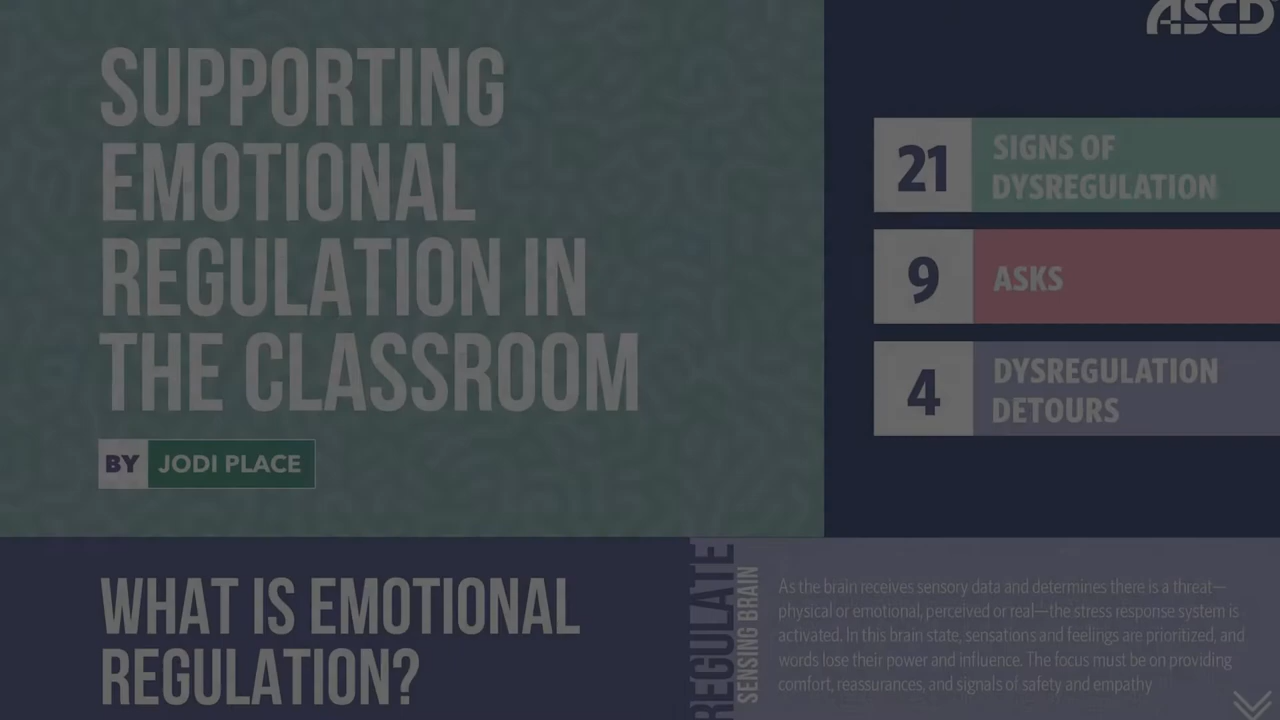 SUPPORTING
EMOTIONAL
REGULATION IN
THE CLASSROOM
BY JODI PLACE
ASCD
21 SIGNS OF
DYSREGULATION
9 ASKS
4 DYSREGULATION
DETOURS
WHAT IS EMOTIONAL
REGULATION?
REGULATE
SENSING BRAIN
As the brain receives sensory data and determines there is a threat—
physical or emotional, perceived or real—the stress response system is
activated. In this brain state, sensations and feelings are prioritized, and
words lose their power and influence. The focus must be on providing
comfort, reassurances, and signals of safety and empathy